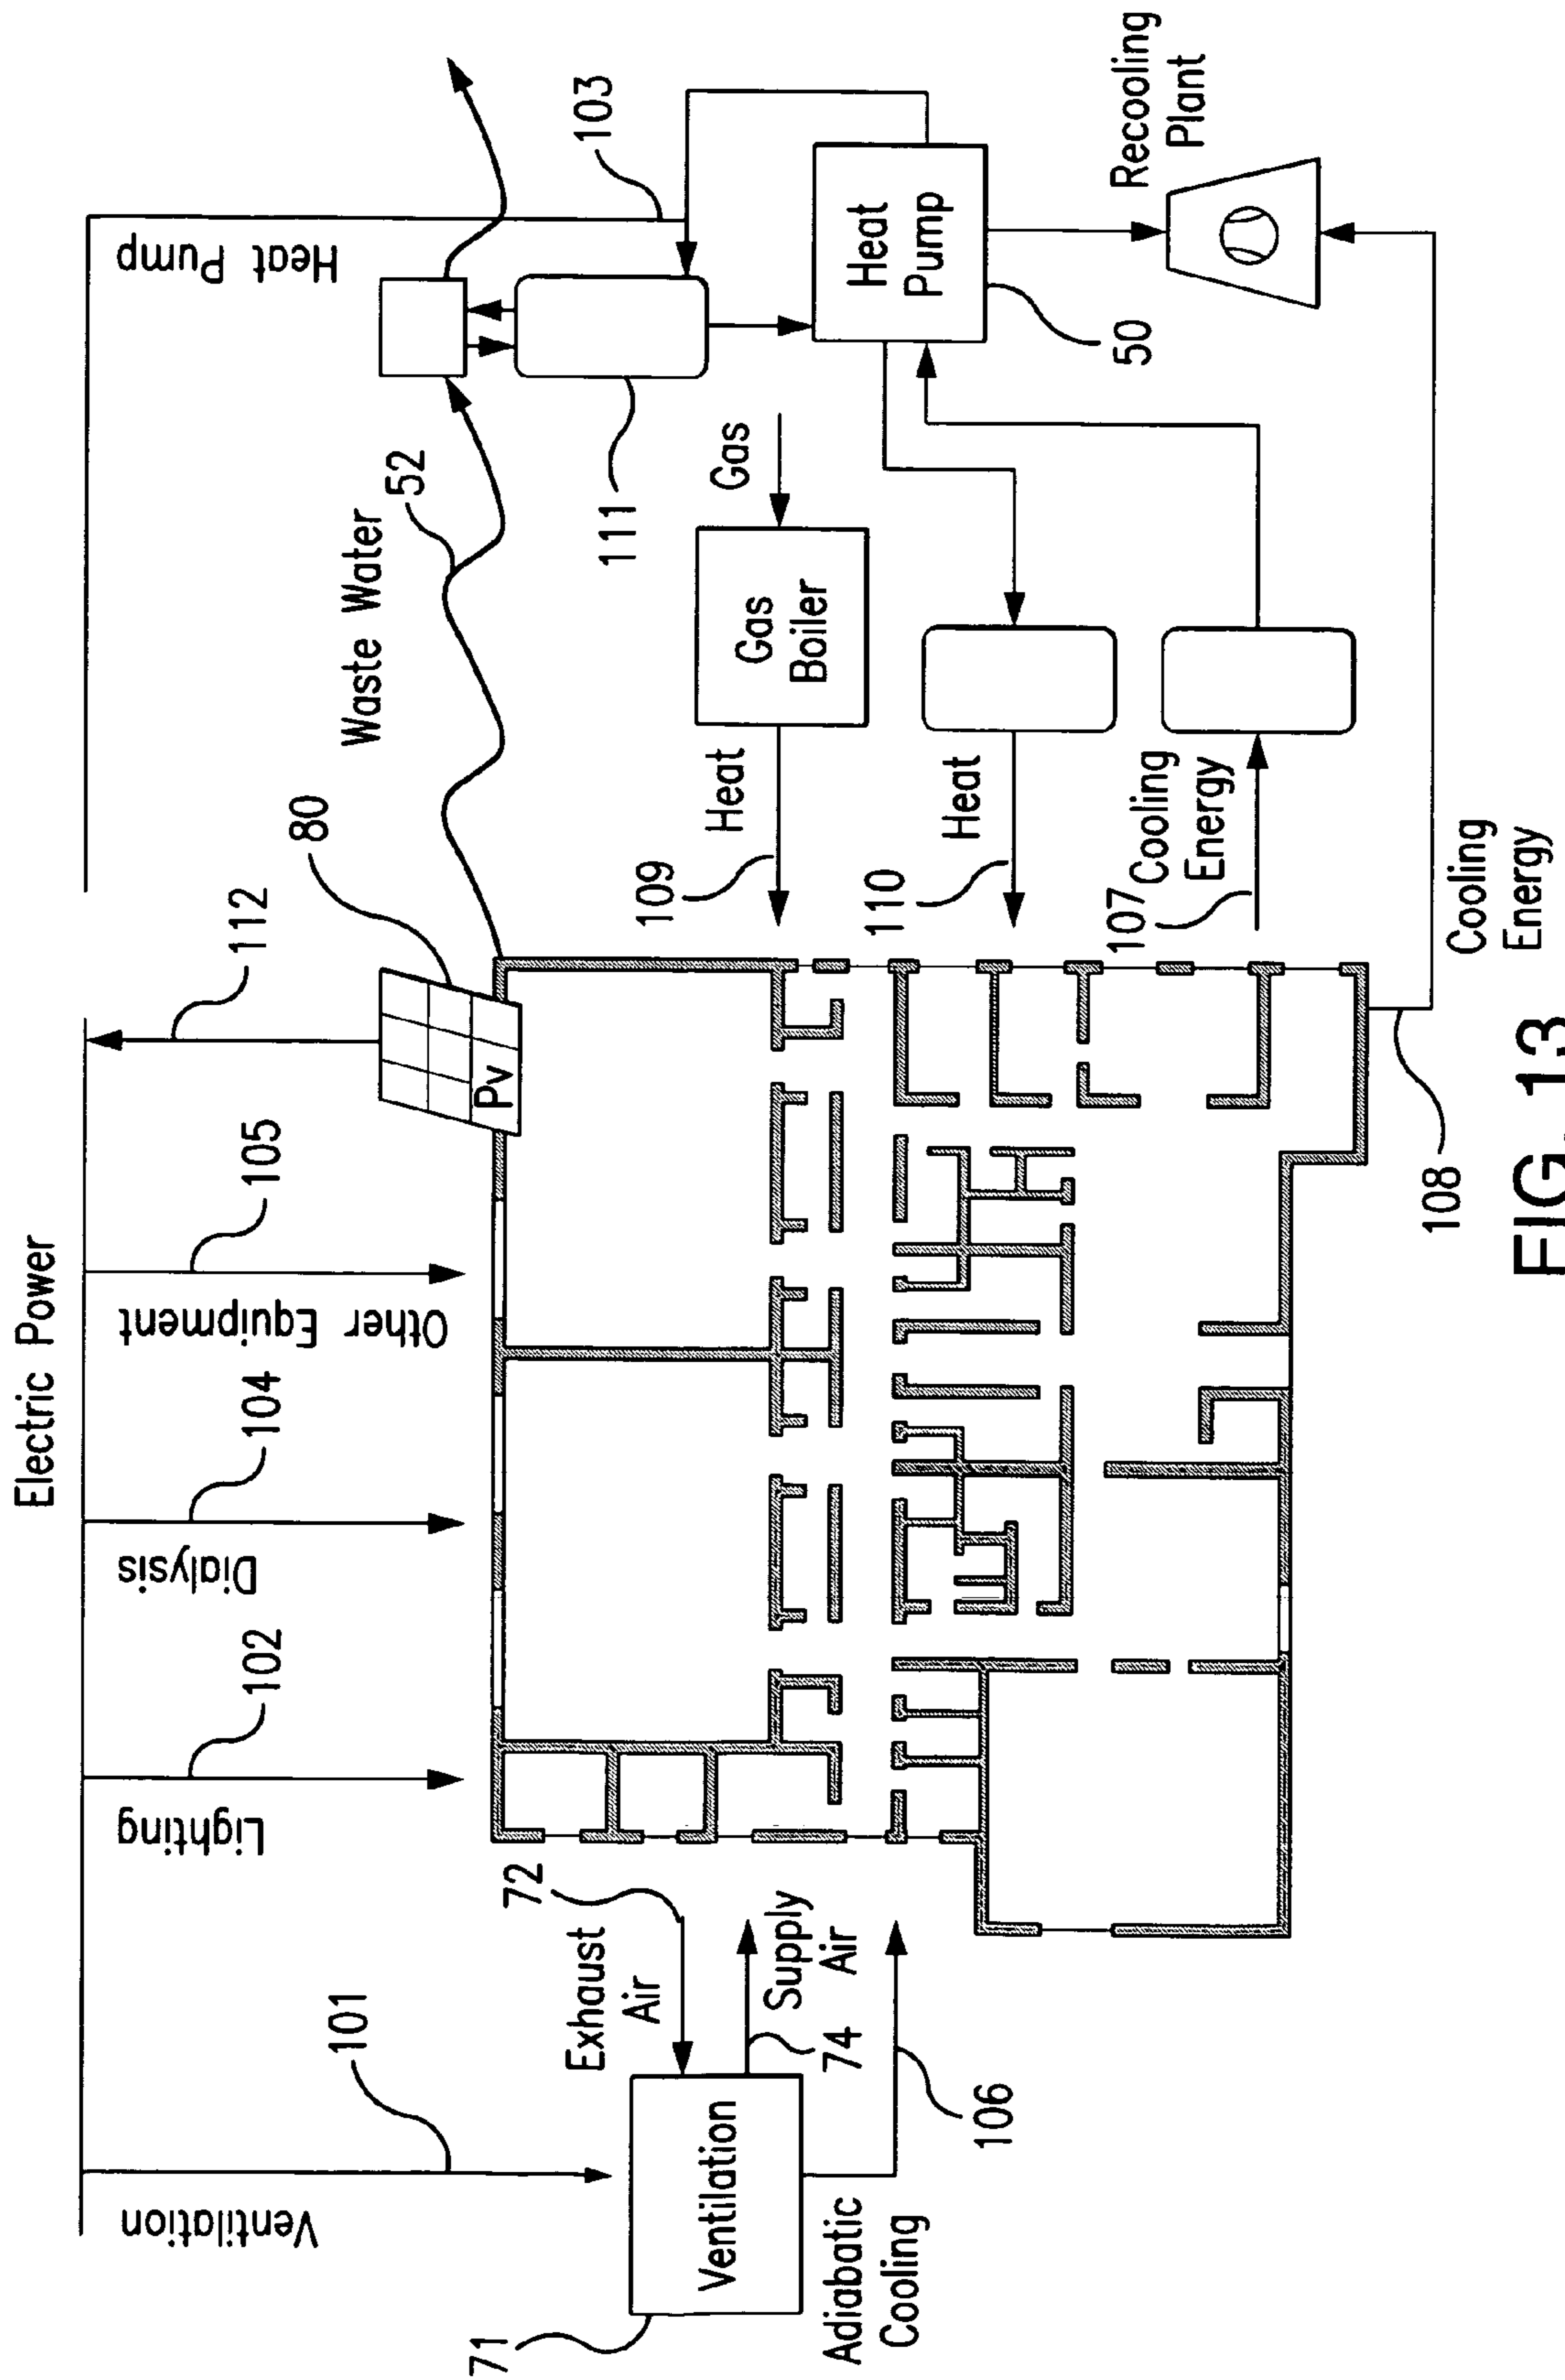 Electric Power
Ventilation
101
Lighting
102
Dialysis
104
Other Equipment
105
112
80
Pv
Heat Pump
103
Waste Water
52
111
71
Ventilation
Exhaust
Air
72
Supply
Air
74
Adiabatic
Cooling
106
109
Heat
Gas
Boiler
Gas
110
Heat
107
Cooling
Energy
Heat
Pump
50
Recooling
Plant
108
Cooling
Energy
FIG. 13